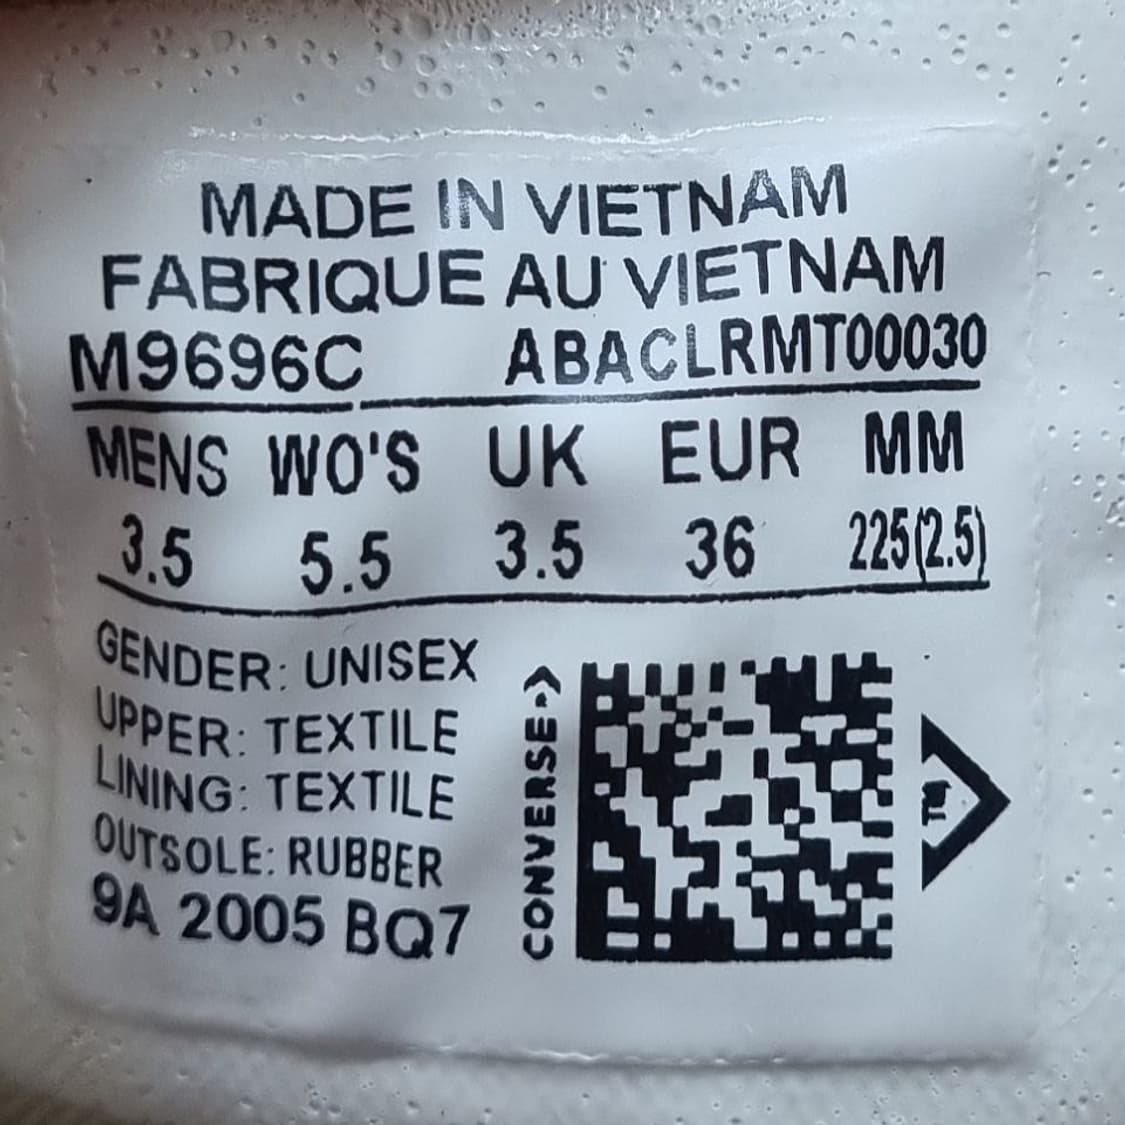 MADE IN VIETNAM
FABRIQUE AU VIETNAM
M9696C ABACLRMT00030
MENS WO'S UK EUR MM
3.5 5.5 3.5 36 225(2.5)
GENDER: UNISEX
UPPER: TEXTILE
LINING: TEXTILE
OUTSOLE: RUBBER
9A 2005 BQ7
CONVERSE
TM